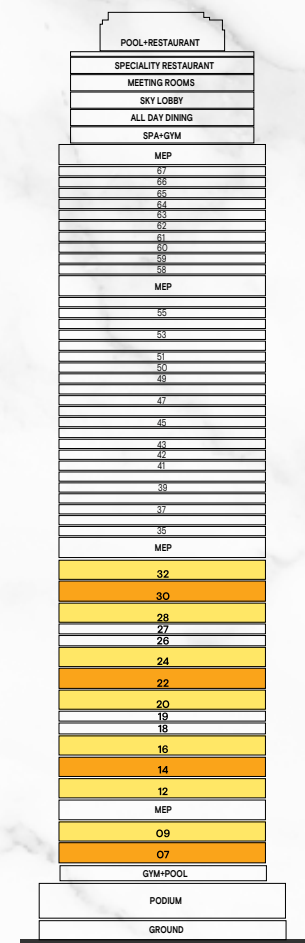 POOL+RESTAURANT
SPECIALITY RESTAURANT
MEETING ROOMS
SKY LOBBY
ALL DAY DINING
SPA+GYM
MEP
67
66
65
64
63
62
61
60
59
58
MEP
55
53
51
50
49
47
45
43
42
41
39
37
35
MEP
32
30
28
27
26
24
22
20
19
18
16
14
12
MEP
09
07
GYM+POOL
PODIUM
GROUND